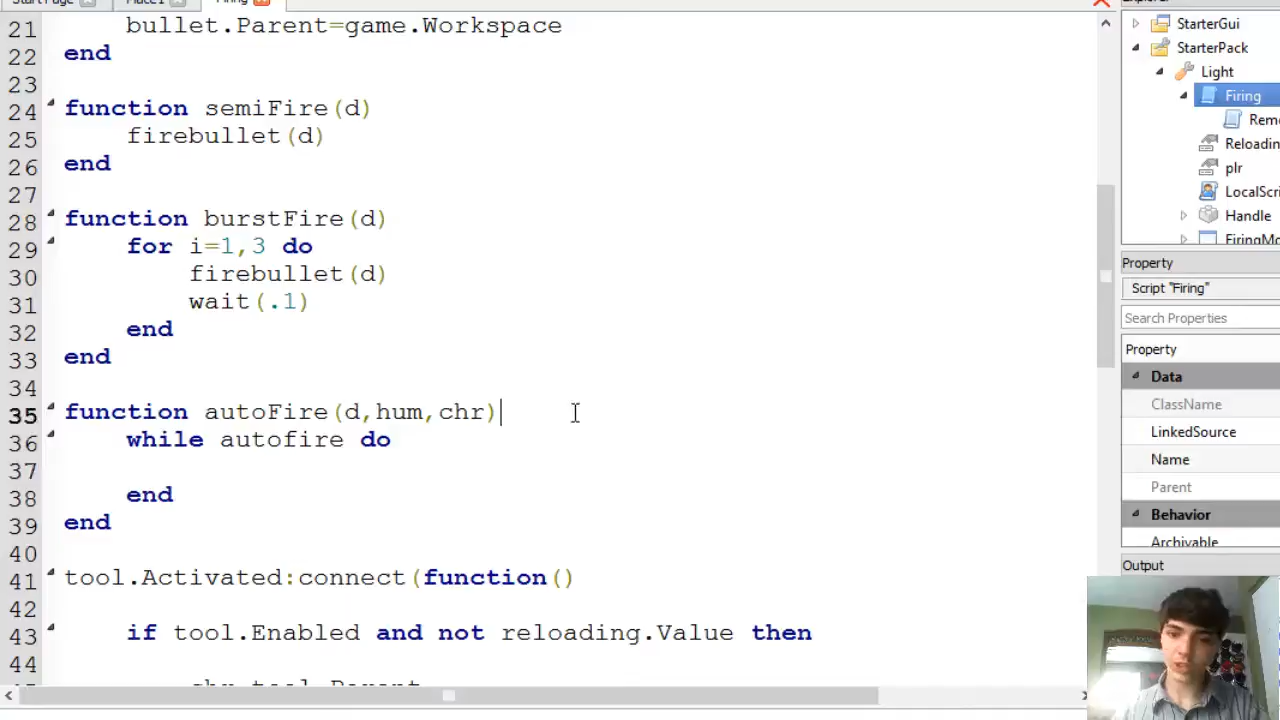 Start Page
Place1
Firing
21 bullet.Parent=game.Workspace
22 end
23
24 function semiFire(d)
25 firebullet(d)
26 end
27
28 function burstFire(d)
29 for i=1,3 do
30 firebullet(d)
31 wait(.1)
32 end
33 end
34
35 function autoFire(d,hum,chr)
36 while autofire do
37
38 end
39 end
40
41 tool.Activated:connect(function()
42
43 if tool.Enabled and not reloading.Value then
44
StarterGui
StarterPack
Light
Firing
Remo
Reloadin
plr
LocalScri
Handle
FiringMo
Property
Script "Firing"
Search Properties
Property
Data
ClassName
LinkedSource
Name
Parent
Behavior
Archivable
Output